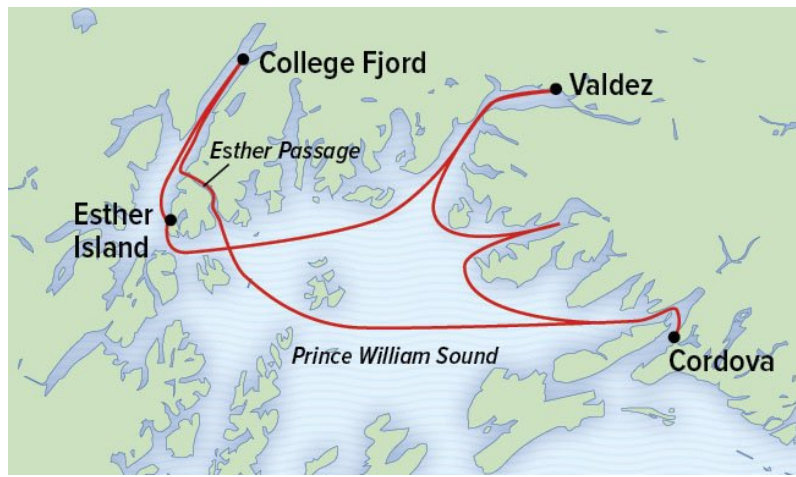 College Fjord
Valdez
Esther Passage
Esther
Island
Prince William Sound
Cordova